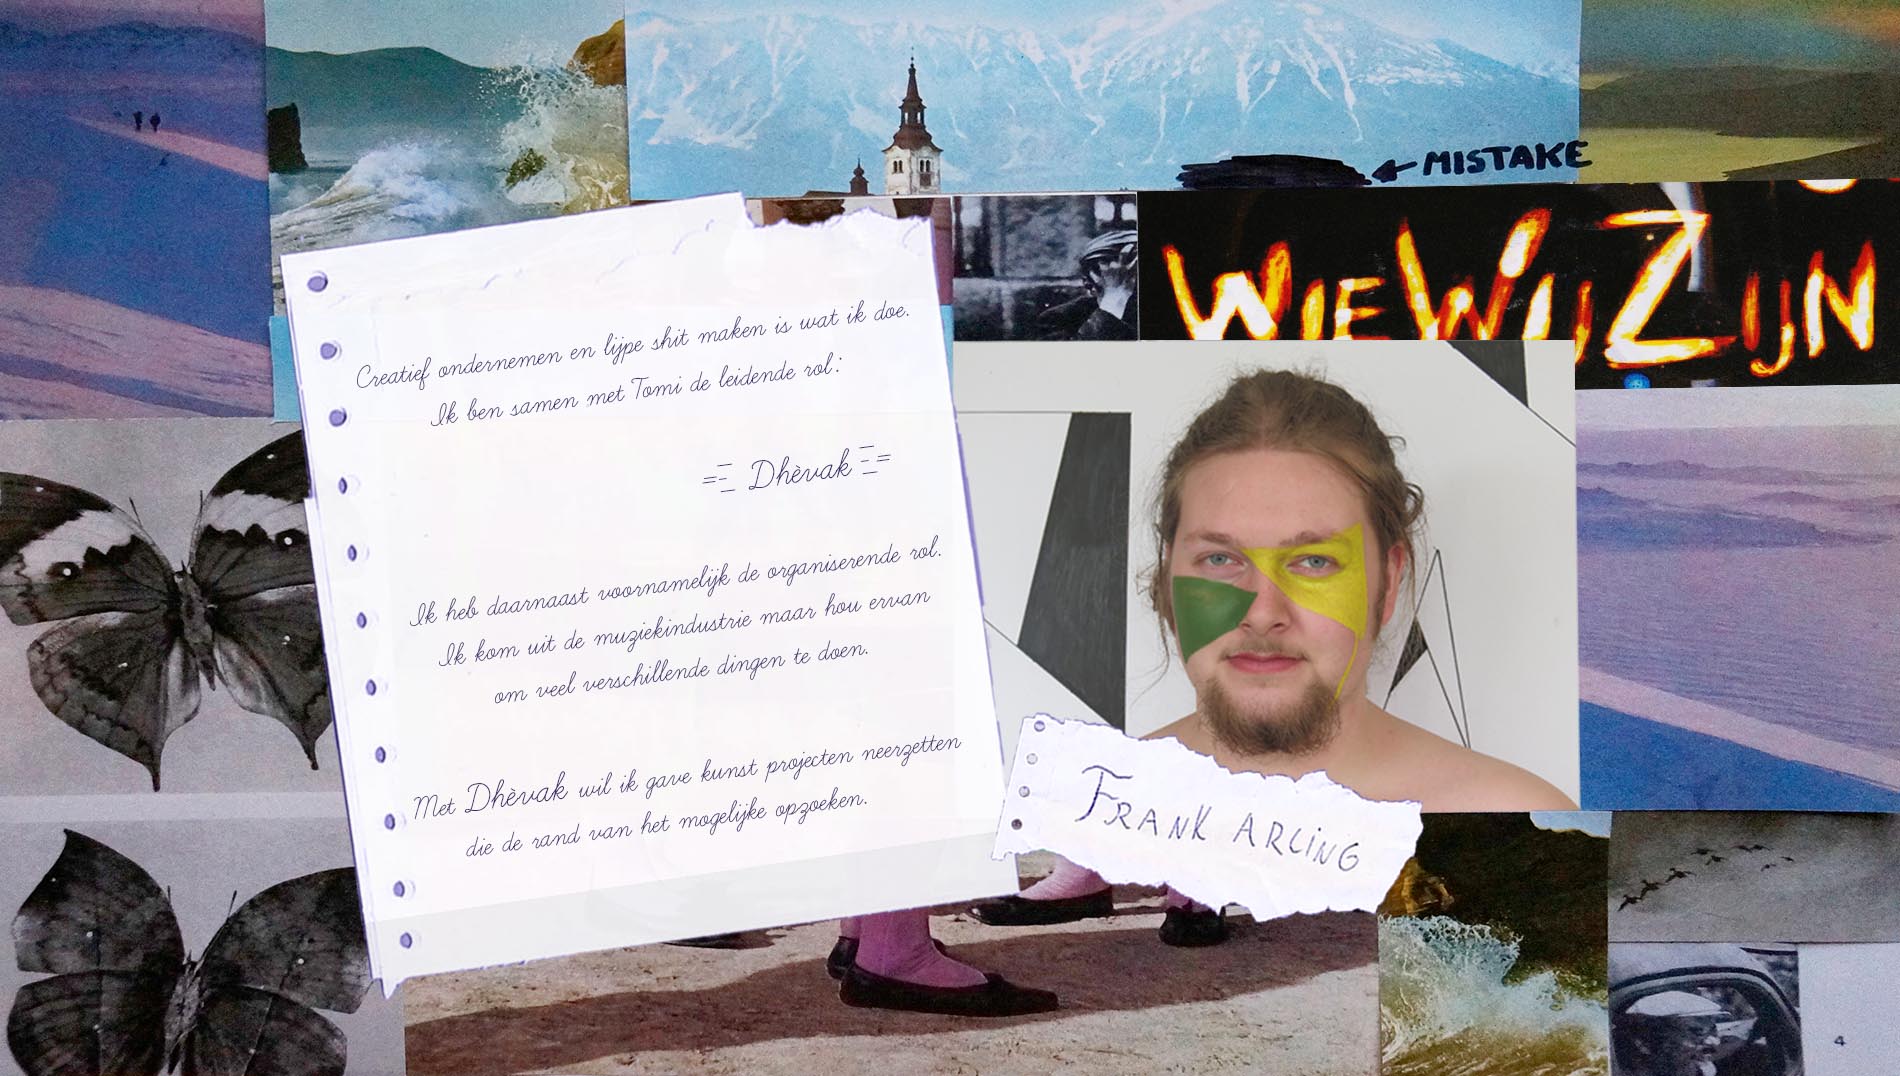 ← MISTAKE
WIE WIJ ZIJN
Creatief ondernemen en lijpe shit maken is wat ik doe.
Ik ben samen met Tomi de leidende rol:
Dhèvak
Ik heb daarnaast voornamelijk de organiserende rol.
Ik kom uit de muziekindustrie maar hou ervan
om veel verschillende dingen te doen.
Met Dhèvak wil ik gave kunst projecten neerzetten
die de rand van het mogelijke opzoeken.
FRANK ARLING
4